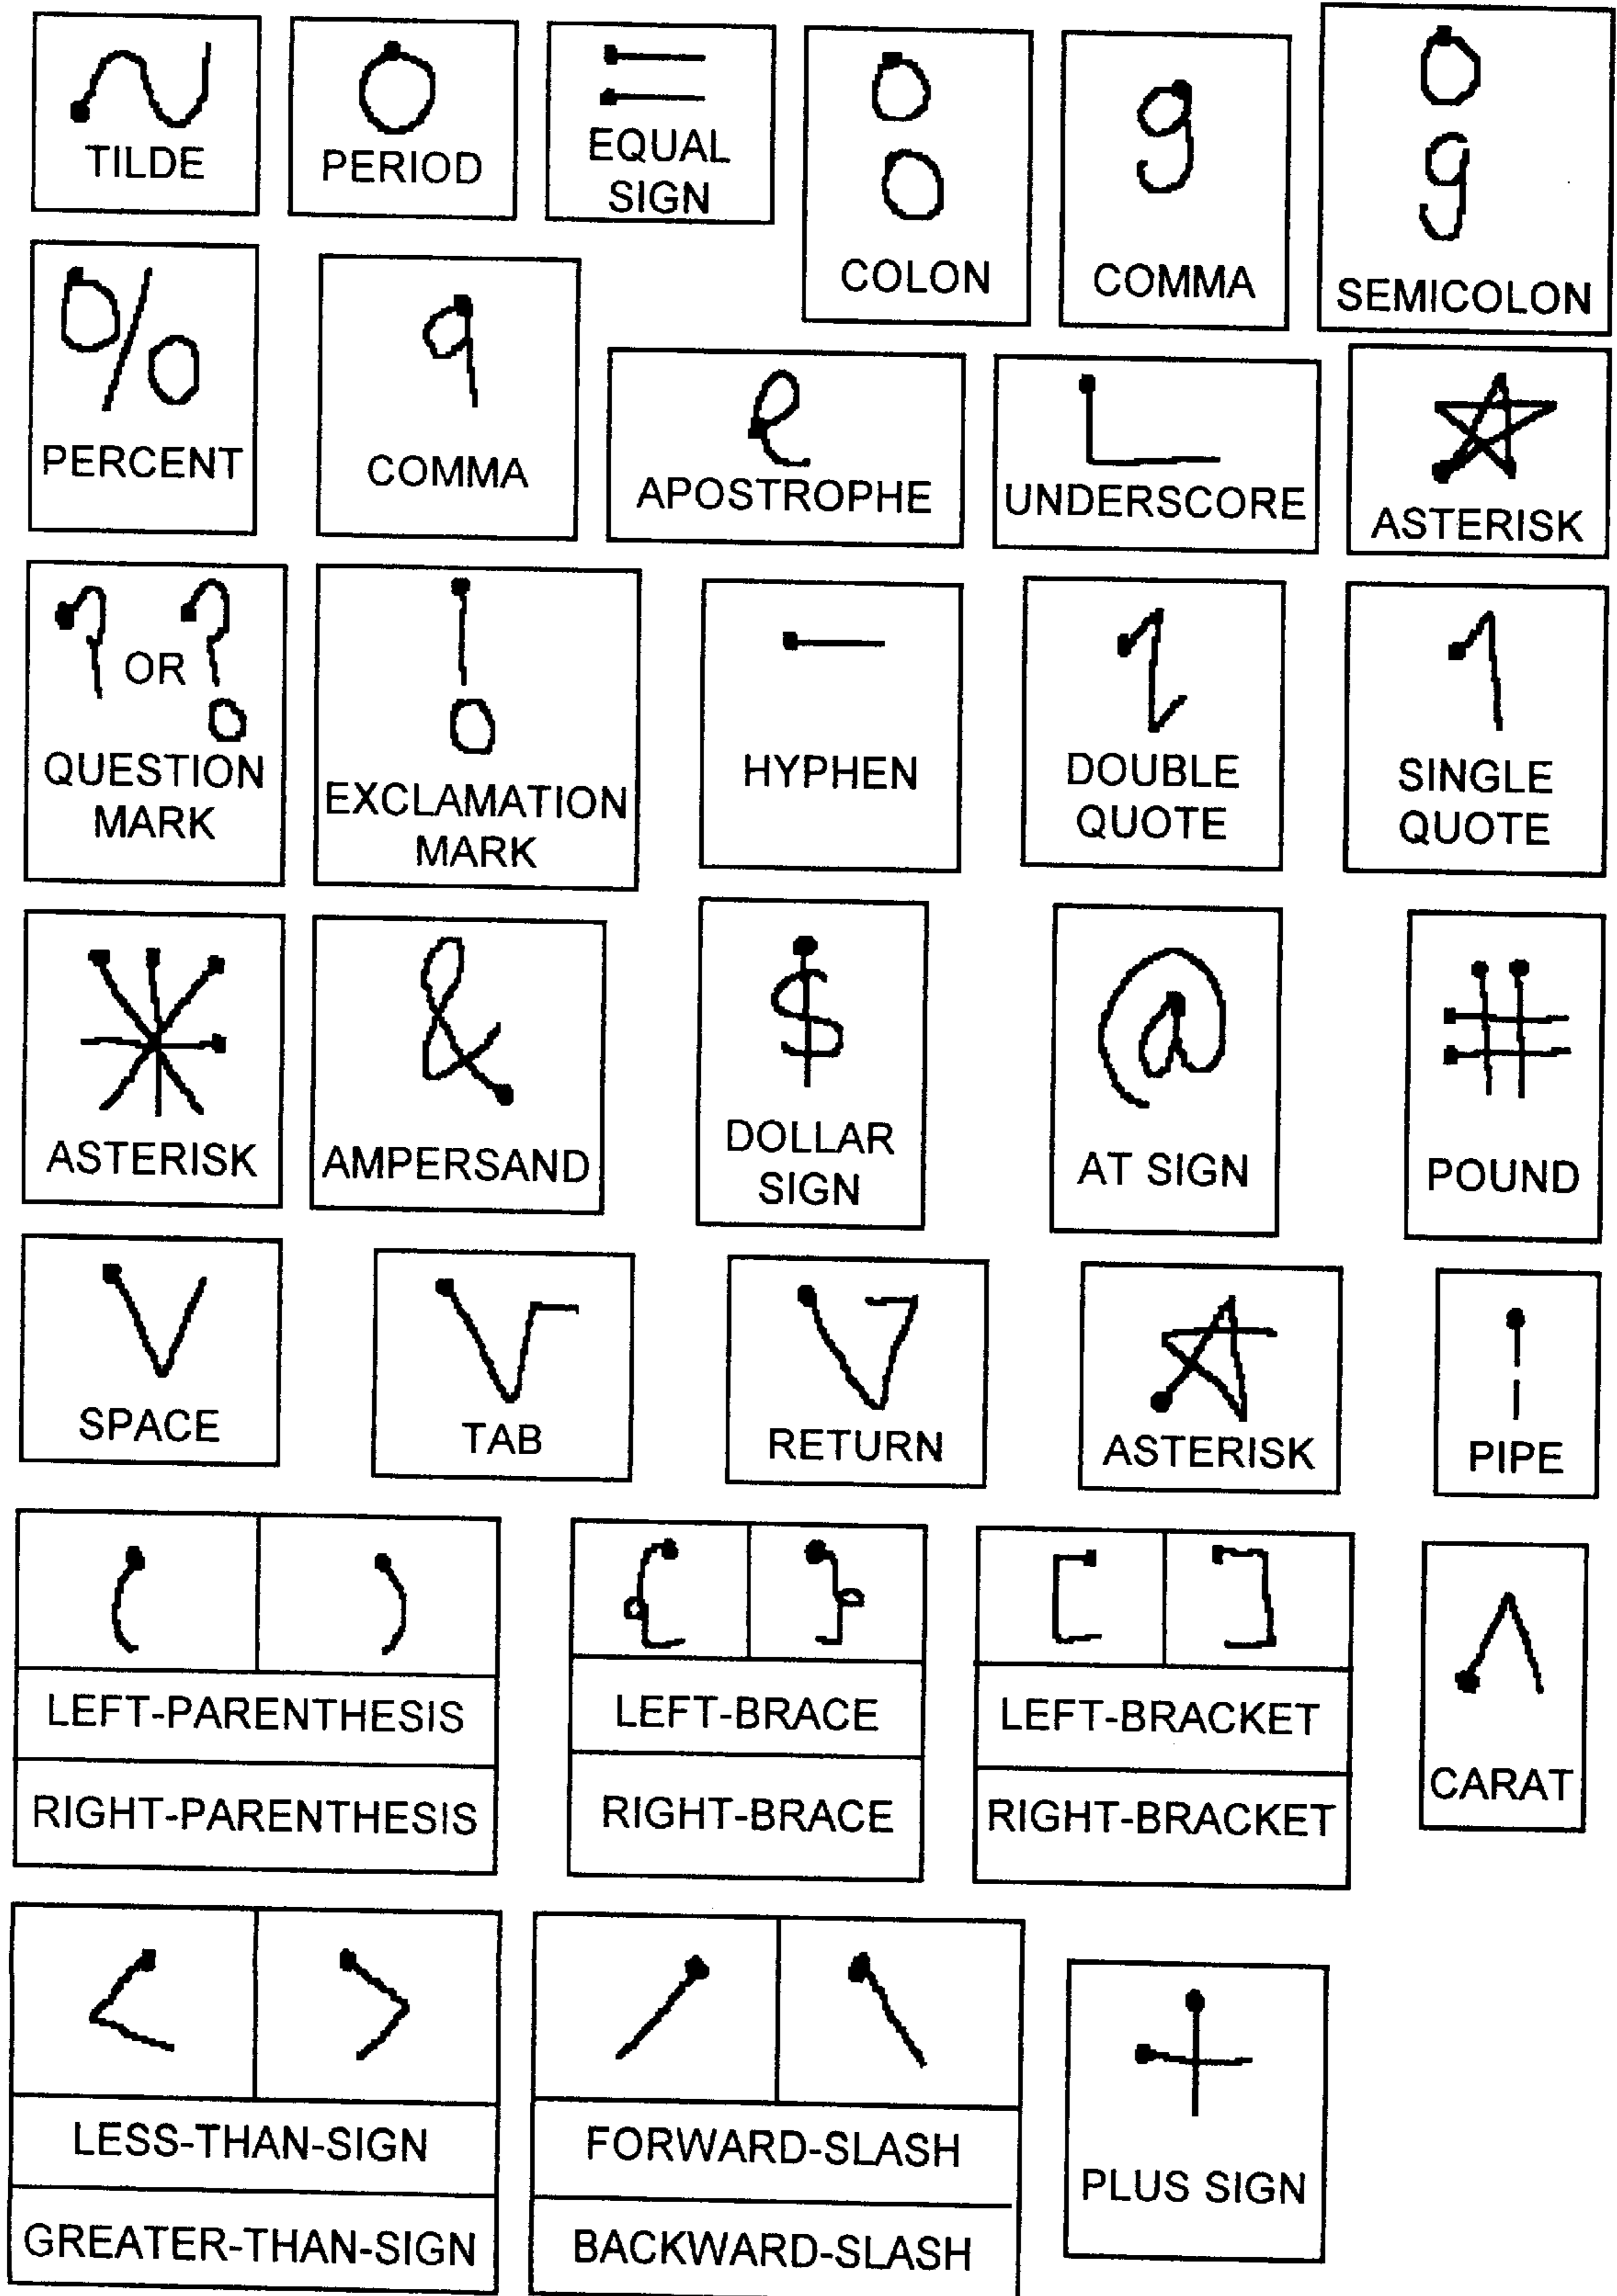 TILDE
PERIOD
EQUAL
SIGN
COLON
COMMA
SEMICOLON
PERCENT
COMMA
APOSTROPHE
UNDERSCORE
ASTERISK
OR
QUESTION
MARK
EXCLAMATION
MARK
HYPHEN
DOUBLE
QUOTE
SINGLE
QUOTE
ASTERISK
AMPERSAND
DOLLAR
SIGN
AT SIGN
POUND
SPACE
TAB
RETURN
ASTERISK
PIPE
LEFT-PARENTHESIS
RIGHT-PARENTHESIS
LEFT-BRACE
RIGHT-BRACE
LEFT-BRACKET
RIGHT-BRACKET
CARAT
LESS-THAN-SIGN
GREATER-THAN-SIGN
FORWARD-SLASH
BACKWARD-SLASH
PLUS SIGN